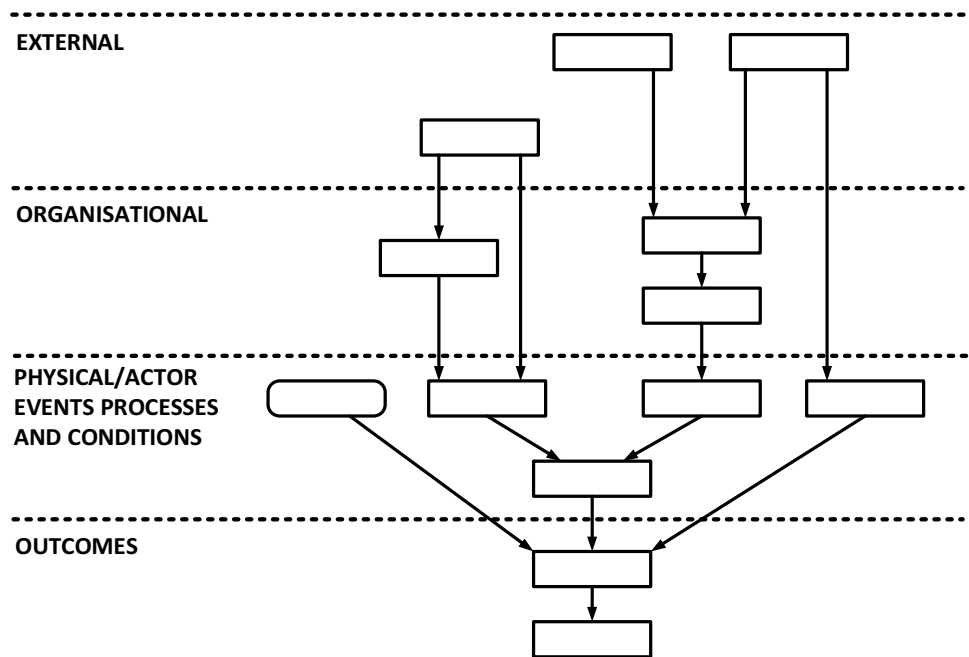 EXTERNAL
ORGANISATIONAL
PHYSICAL/ACTOR
EVENTS PROCESSES
AND CONDITIONS
OUTCOMES